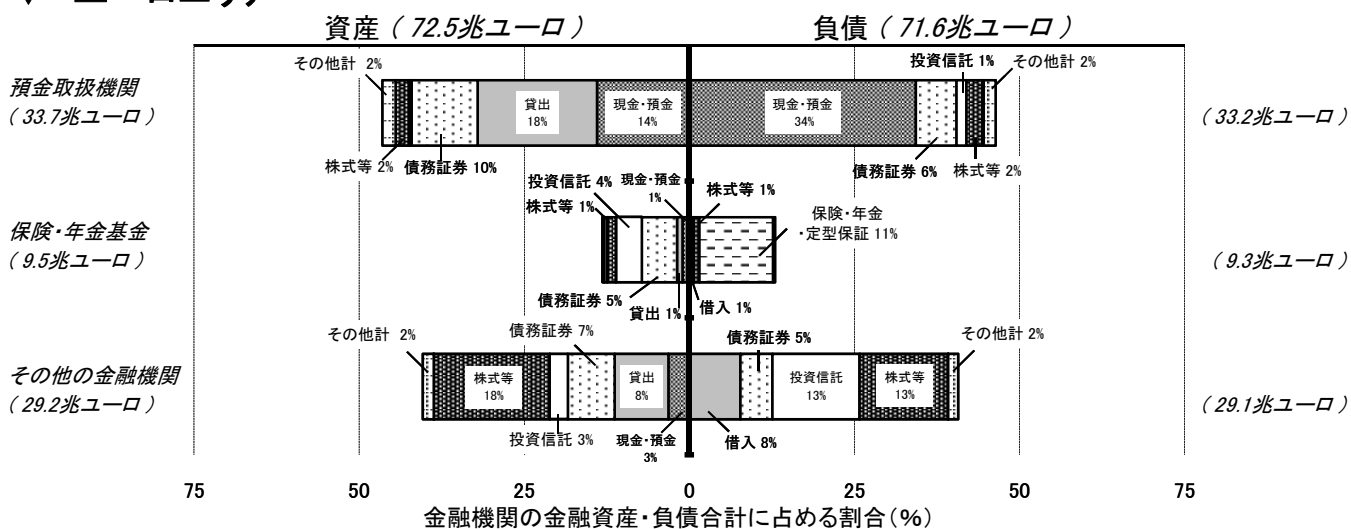 資産 ( 72.5兆ユーロ )
負債 ( 71.6兆ユーロ )
預金取扱機関
( 33.7兆ユーロ )
その他計 2%
貸出
18%
現金・預金
14%
現金・預金
34%
投資信託 1%
その他計 2%
( 33.2兆ユーロ )
株式等 2%
債務証券 10%
債務証券 6%
株式等 2%
保険・年金基金
( 9.5兆ユーロ )
投資信託 4%
現金・預金
1%
株式等 1%
株式等 1%
保険・年金
・定型保証 11%
( 9.3兆ユーロ )
債務証券 5%
貸出 1%
借入 1%
その他の金融機関
( 29.2兆ユーロ )
その他計 2%
債務証券 7%
債務証券 5%
その他計 2%
株式等
18%
貸出
8%
投資信託
13%
株式等
13%
( 29.1兆ユーロ )
投資信託 3%
現金・預金
3%
借入 8%
75
50
25
0
25
50
75
金融機関の金融資産・負債合計に占める割合(%)